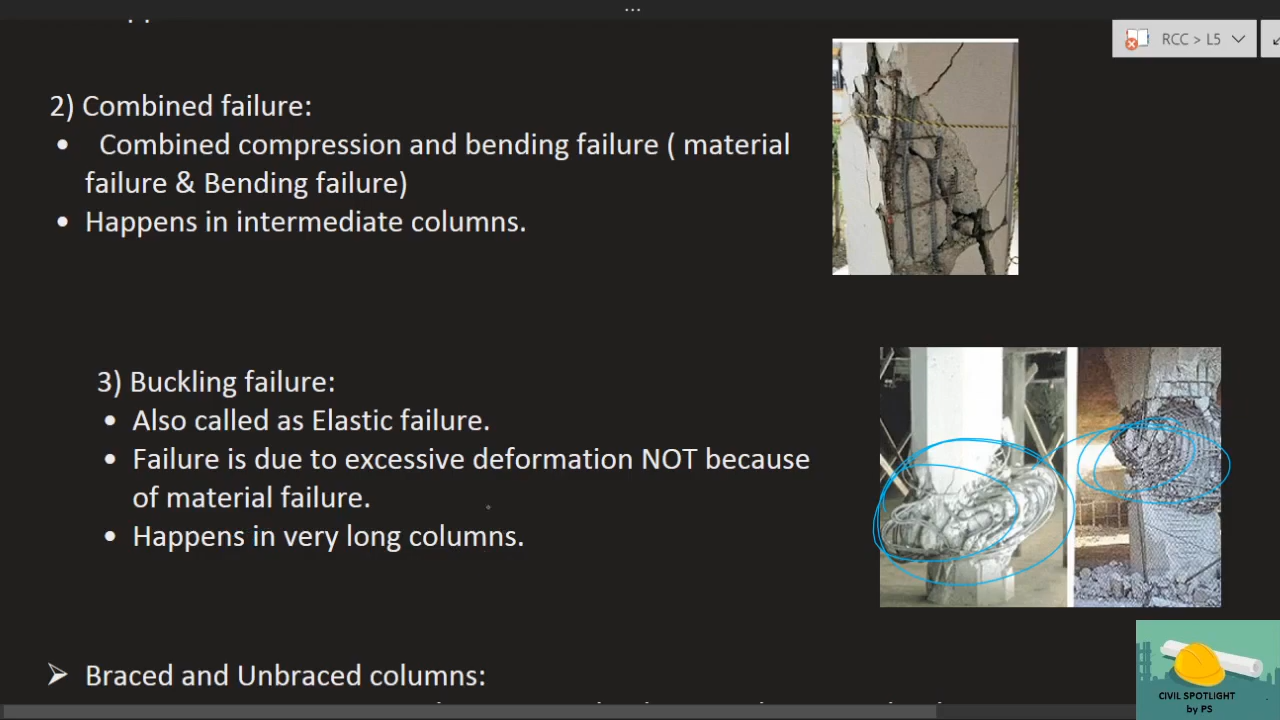 ...
RCC > L5
2) Combined failure:
• Combined compression and bending failure ( material
failure & Bending failure)
• Happens in intermediate columns.
3) Buckling failure:
• Also called as Elastic failure.
• Failure is due to excessive deformation NOT because
of material failure.
• Happens in very long columns.
➢ Braced and Unbraced columns:
CIVIL SPOTLIGHT
by PS